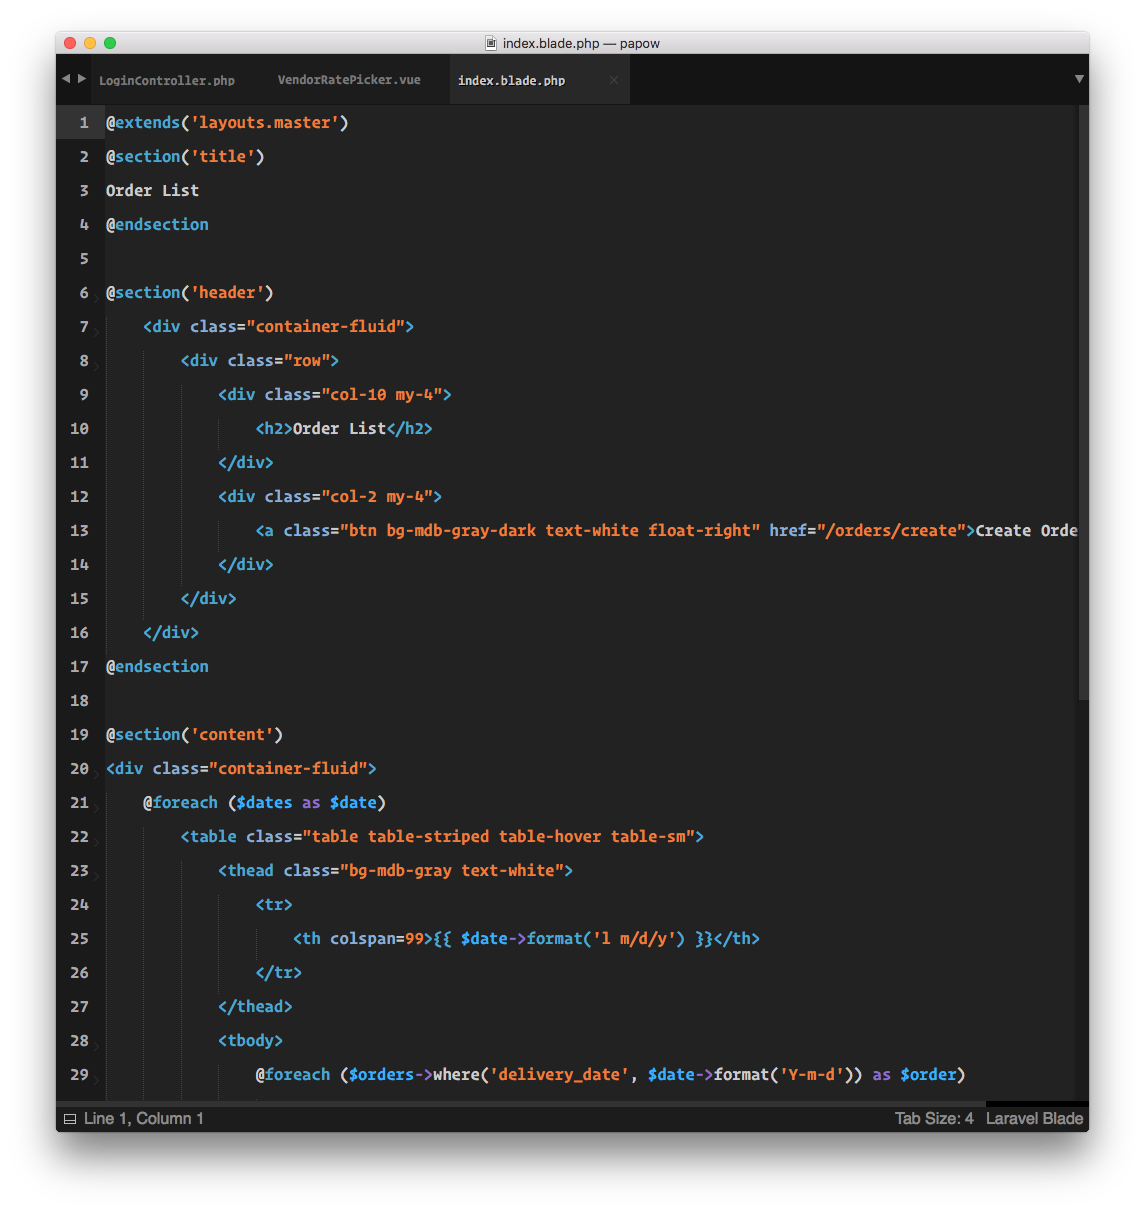 index.blade.php — papow
LoginController.php VendorRatePicker.vue index.blade.php ×
1 @extends('layouts.master')
2 @section('title')
3 Order List
4 @endsection
5
6 @section('header')
7 <div class="container-fluid">
8 <div class="row">
9 <div class="col-10 my-4">
10 <h2>Order List</h2>
11 </div>
12 <div class="col-2 my-4">
13 <a class="btn bg-mdb-gray-dark text-white float-right" href="/orders/create">Create Orde
14 </div>
15 </div>
16 </div>
17 @endsection
18
19 @section('content')
20 <div class="container-fluid">
21 @foreach ($dates as $date)
22 <table class="table table-striped table-hover table-sm">
23 <thead class="bg-mdb-gray text-white">
24 <tr>
25 <th colspan=99>{{ $date->format('l m/d/y') }}</th>
26 </tr>
27 </thead>
28 <tbody>
29 @foreach ($orders->where('delivery_date', $date->format('Y-m-d')) as $order)
Line 1, Column 1 Tab Size: 4 Laravel Blade